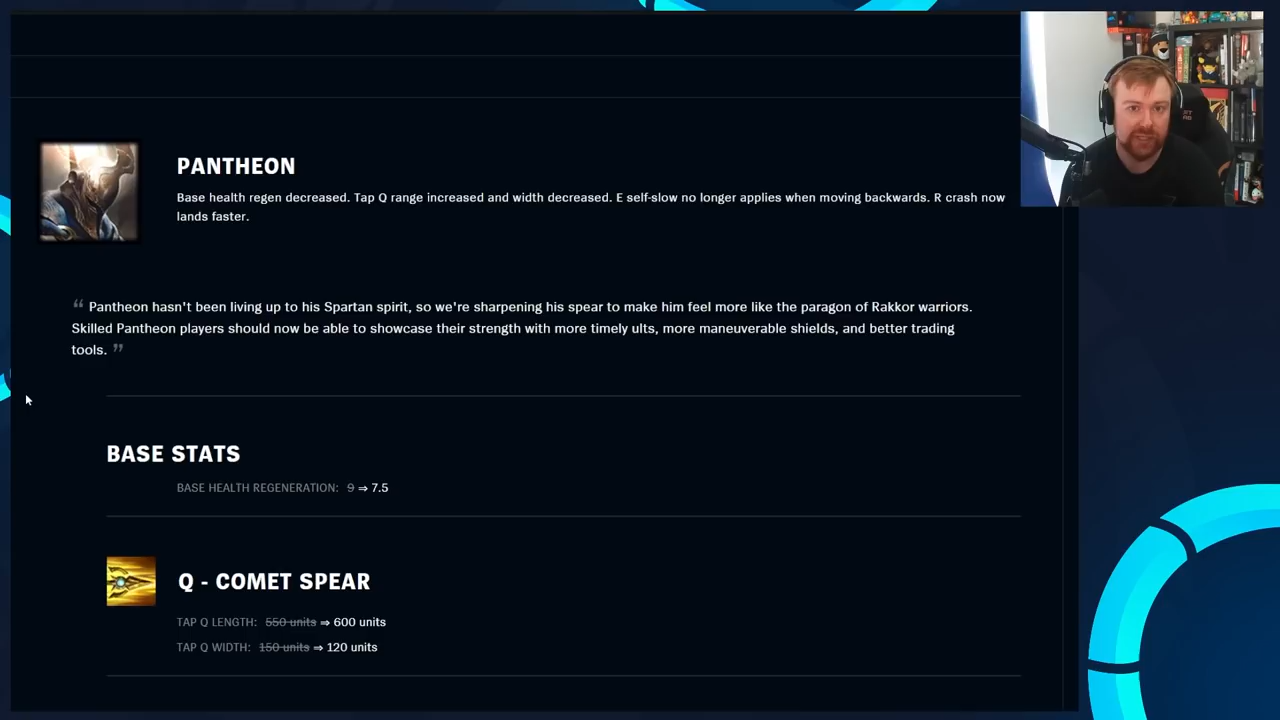 PANTHEON
Base health regen decreased. Tap Q range increased and width decreased. E self-slow no longer applies when moving backwards. R crash now
lands faster.
“ Pantheon hasn't been living up to his Spartan spirit, so we're sharpening his spear to make him feel more like the paragon of Rakkor warriors.
Skilled Pantheon players should now be able to showcase their strength with more timely ults, more maneuverable shields, and better trading
tools. ”
BASE STATS
BASE HEALTH REGENERATION: 9 ⇒ 7.5
Q - COMET SPEAR
TAP Q LENGTH: 550 units ⇒ 600 units
TAP Q WIDTH: 150 units ⇒ 120 units